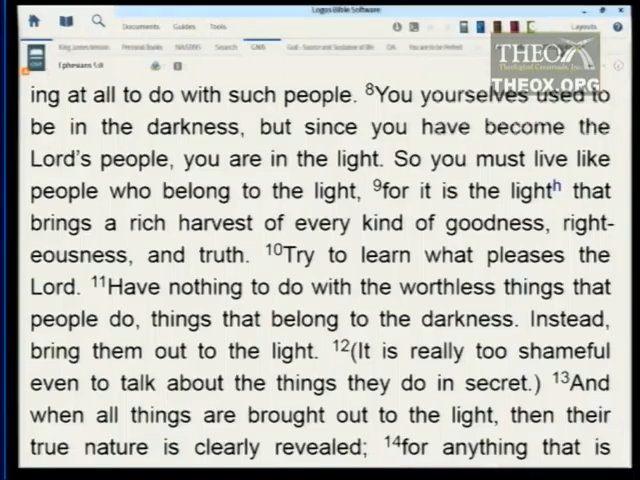 Logos Bible Software
Documents Guides Tools Layouts
King James Version Personal Books NASB95 Search GNB God - Source and Sustainer of life OA You are to be Perfect
Ephesians 5:8
THEOX
THEOX.ORG
ing at all to do with such people. 8You yourselves used to
be in the darkness, but since you have become the
Lord's people, you are in the light. So you must live like
people who belong to the light, 9for it is the lighth that
brings a rich harvest of every kind of goodness, right-
eousness, and truth. 10Try to learn what pleases the
Lord. 11Have nothing to do with the worthless things that
people do, things that belong to the darkness. Instead,
bring them out to the light. 12(It is really too shameful
even to talk about the things they do in secret.) 13And
when all things are brought out to the light, then their
true nature is clearly revealed; 14for anything that is